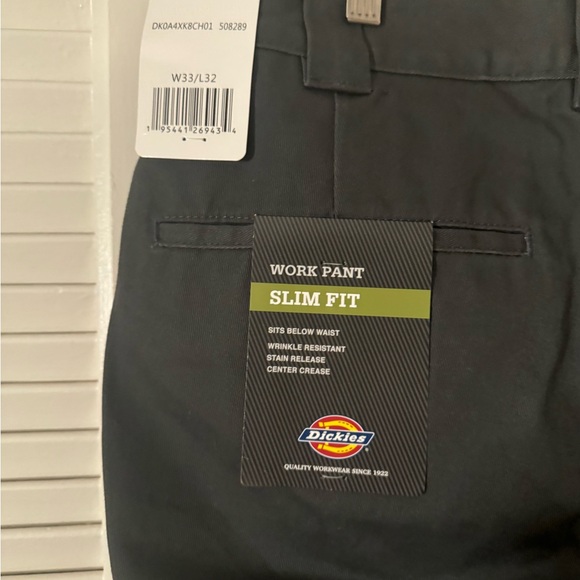 DK0A4XK8CH01 508289
W33/L32
1 95441 26943 4
WORK PANT
SLIM FIT
SITS BELOW WAIST
WRINKLE RESISTANT
STAIN RELEASE
CENTER CREASE
Dickies
QUALITY WORKWEAR SINCE 1922